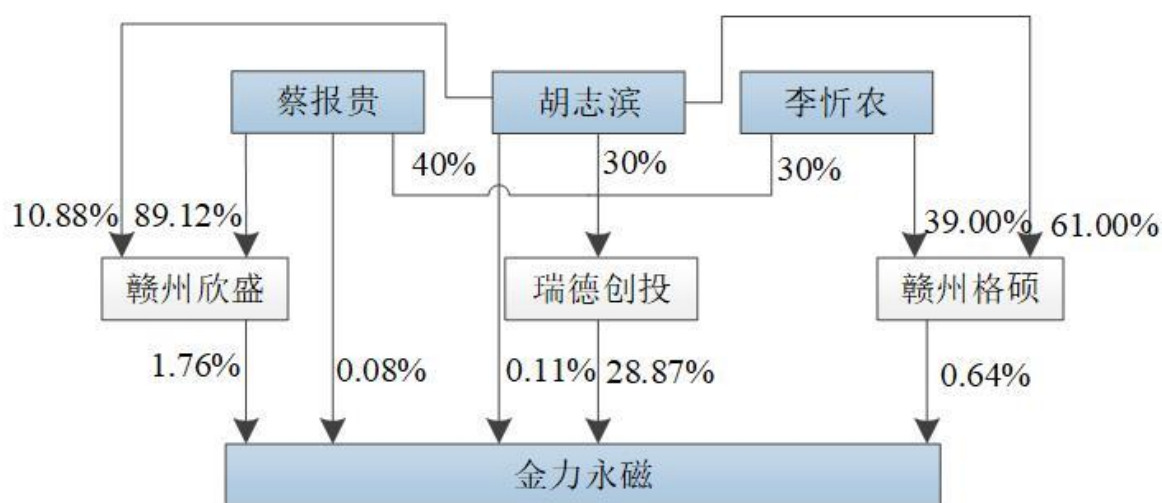 蔡报贵
胡志滨
李忻农
40%
30%
30%
10.88%
89.12%
39.00%
61.00%
赣州欣盛
瑞德创投
赣州格硕
1.76%
0.08%
0.11%
28.87%
0.64%
金力永磁